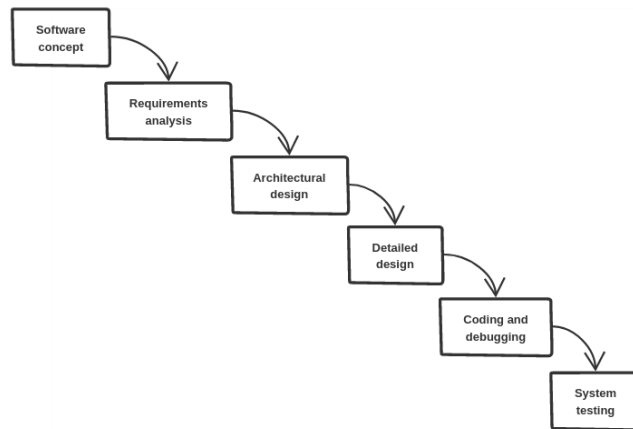 Software
concept
Requirements
analysis
Architectural
design
Detailed
design
Coding and
debugging
System
testing